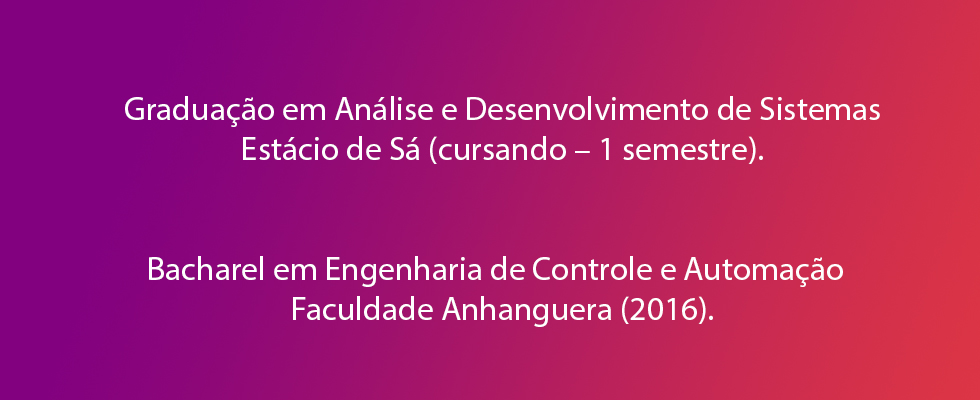 Graduação em Análise e Desenvolvimento de Sistemas
Estácio de Sá (cursando – 1 semestre).
Bacharel em Engenharia de Controle e Automação
Faculdade Anhanguera (2016).